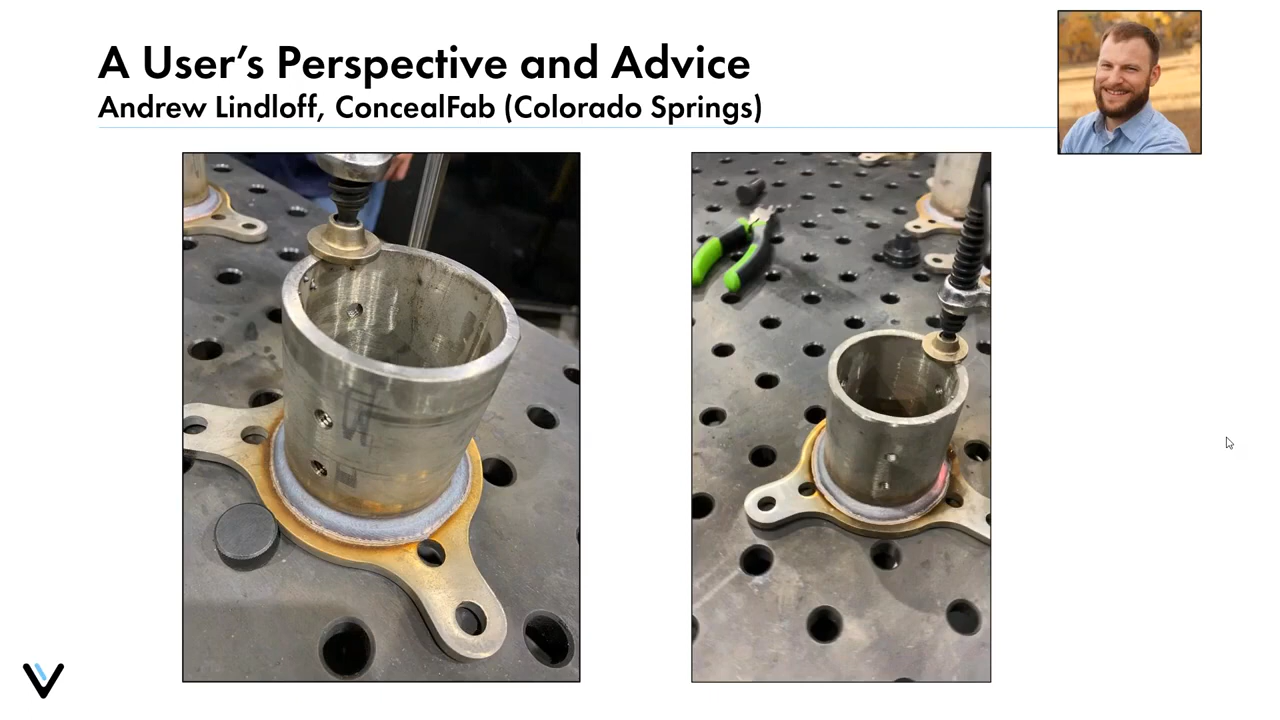 A User's Perspective and Advice
Andrew Lindloff, ConcealFab (Colorado Springs)